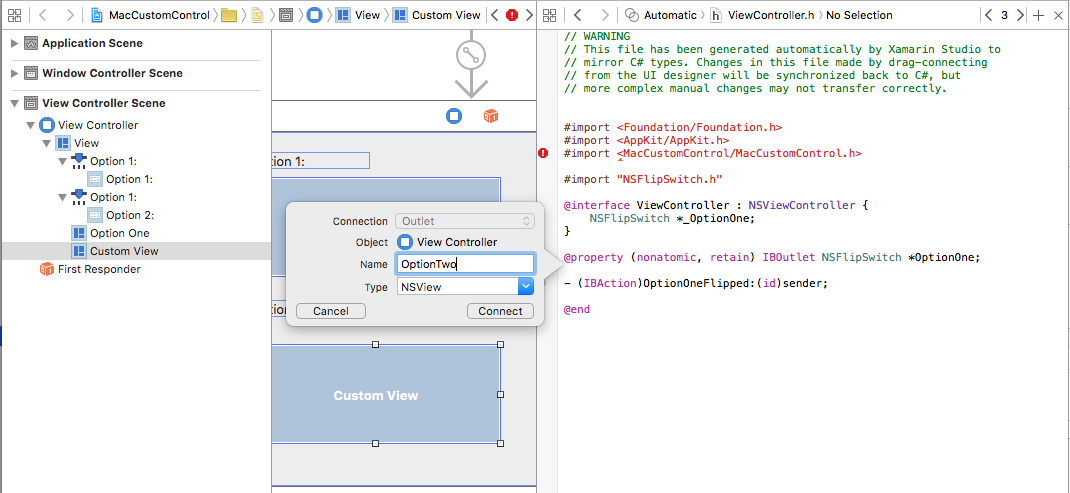 MacCustomControl View Custom View
Automatic ViewController.h No Selection 3
Application Scene
Window Controller Scene
View Controller Scene
View Controller
View
Option 1:
Option 1:
Option 1:
Option 2:
Option One
Custom View
First Responder
tion 1:
Connection Outlet
Object View Controller
Name OptionTwo
Type NSView
Cancel Connect
tion
Custom View
// WARNING
// This file has been generated automatically by Xamarin Studio to
// mirror C# types. Changes in this file made by drag-connecting
// from the UI designer will be synchronized back to C#, but
// more complex manual changes may not transfer correctly.
#import <Foundation/Foundation.h>
#import <AppKit/AppKit.h>
#import <MacCustomControl/MacCustomControl.h>
#import "NSFlipSwitch.h"
@interface ViewController : NSViewController {
NSFlipSwitch *_OptionOne;
}
@property (nonatomic, retain) IBOutlet NSFlipSwitch *OptionOne;
- (IBAction)OptionOneFlipped:(id)sender;
@end